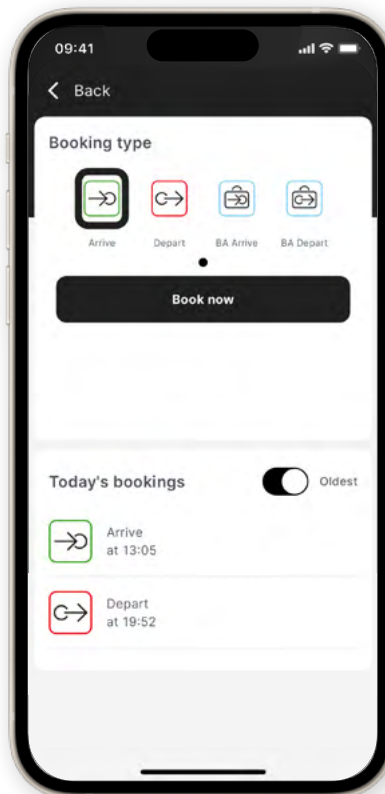 09:41
Back
Booking type
Arrive
Depart
BA Arrive
BA Depart
Book now
Today's bookings
Oldest
Arrive
at 13:05
Depart
at 19:52